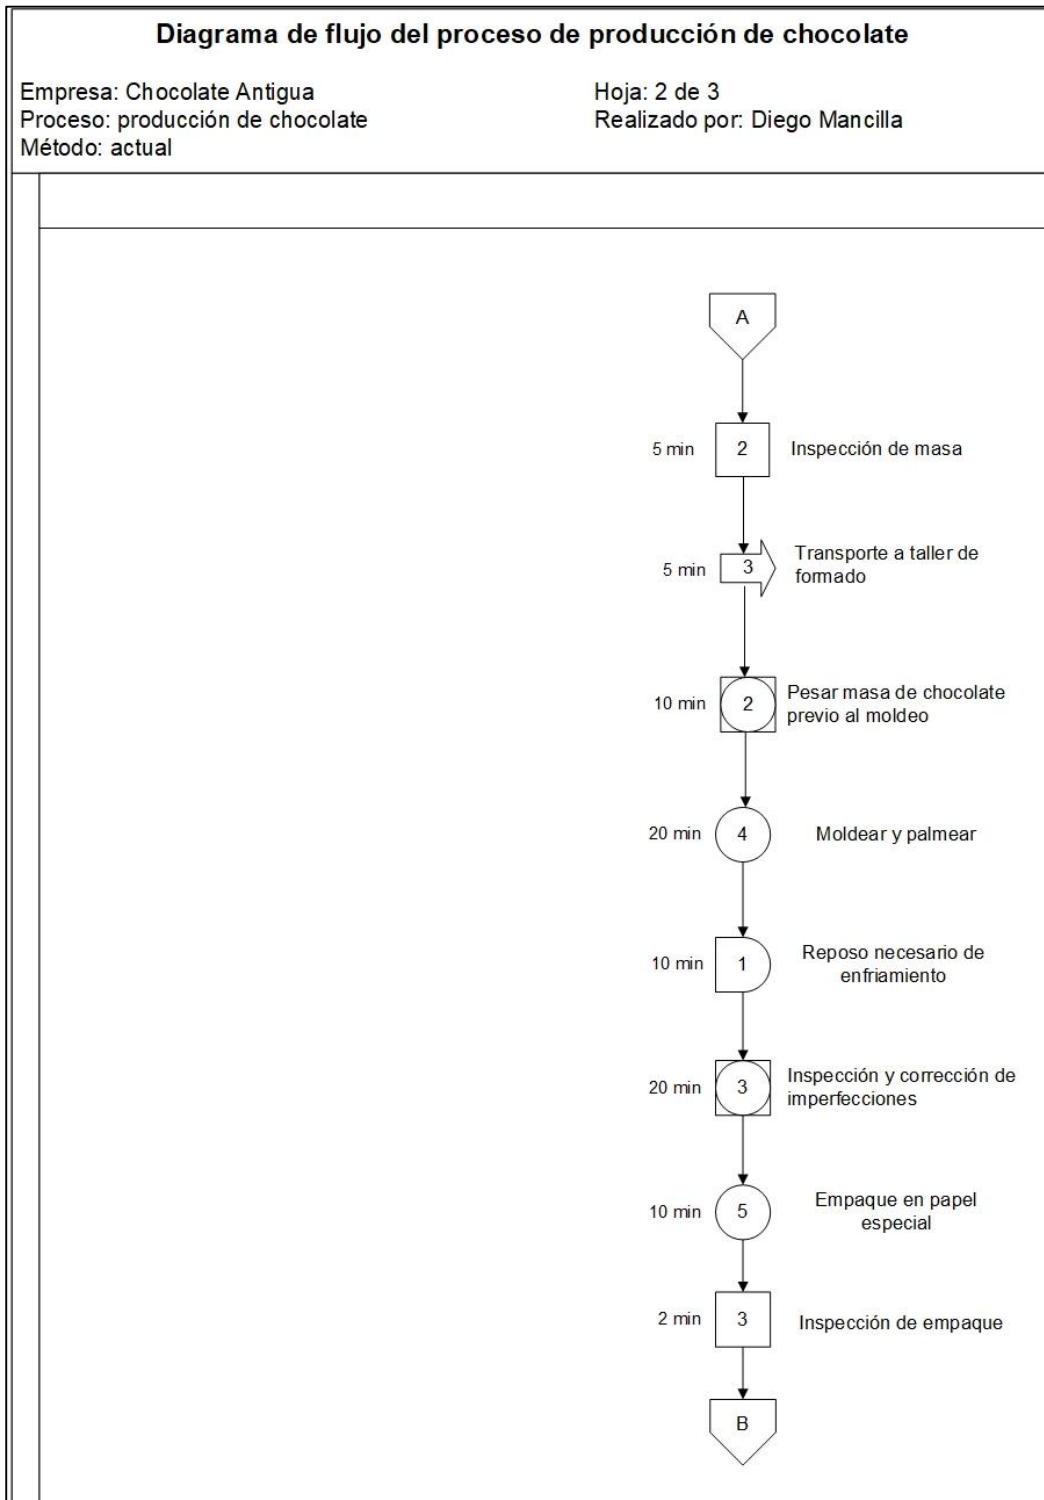 Diagrama de flujo del proceso de producción de chocolate
Empresa: Chocolate Antigua
Proceso: producción de chocolate
Método: actual
Hoja: 2 de 3
Realizado por: Diego Mancilla
A
5 min
2
Inspección de masa
5 min
3
Transporte a taller de
formado
10 min
2
Pesar masa de chocolate
previo al moldeo
20 min
4
Moldear y palmear
10 min
1
Reposo necesario de
enfriamiento
20 min
3
Inspección y corrección de
imperfecciones
10 min
5
Empaque en papel
especial
2 min
3
Inspección de empaque
B